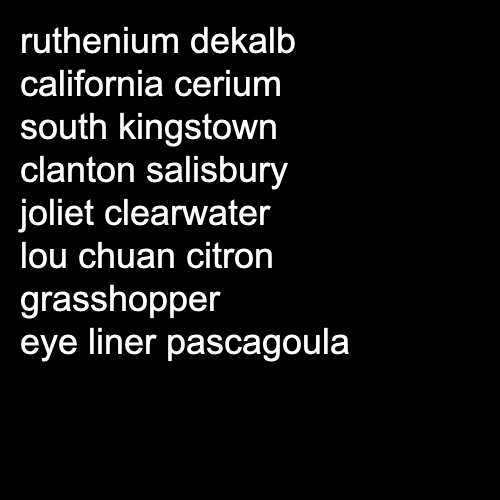 ruthenium dekalb
california cerium
south kingstown
clanton salisbury
joliet clearwater
lou chuan citron
grasshopper
eye liner pascagoula